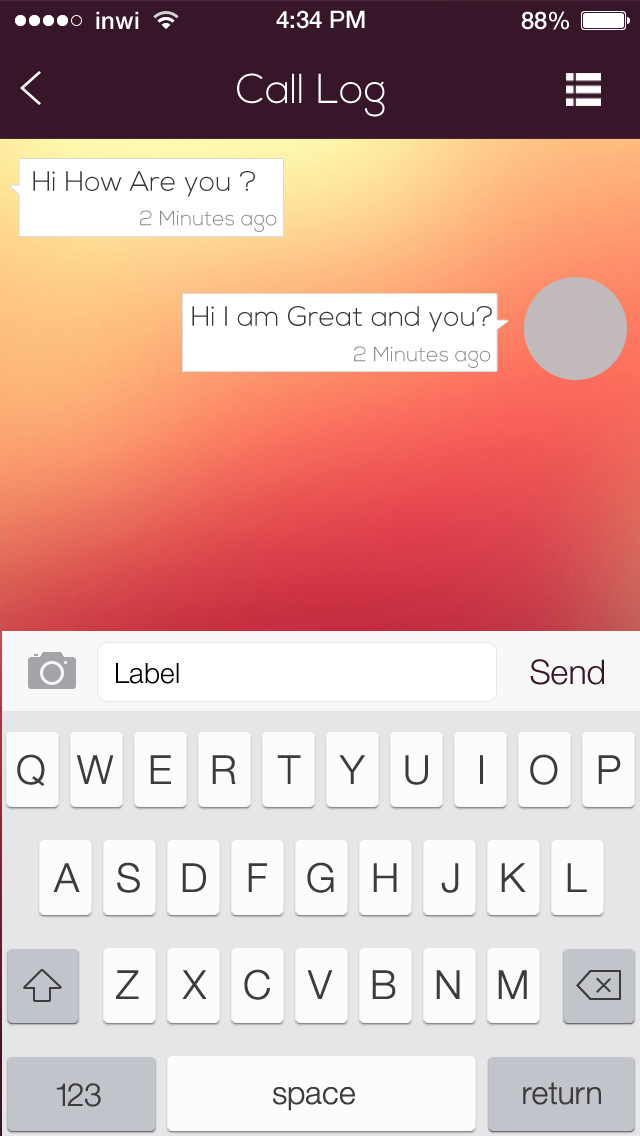 inwi 4:34 PM 88%
Call Log
Hi How Are you ?
2 Minutes ago
Hi I am Great and you?
2 Minutes ago
Label Send
Q W E R T Y U I O P
A S D F G H J K L
Z X C V B N M
123 space return